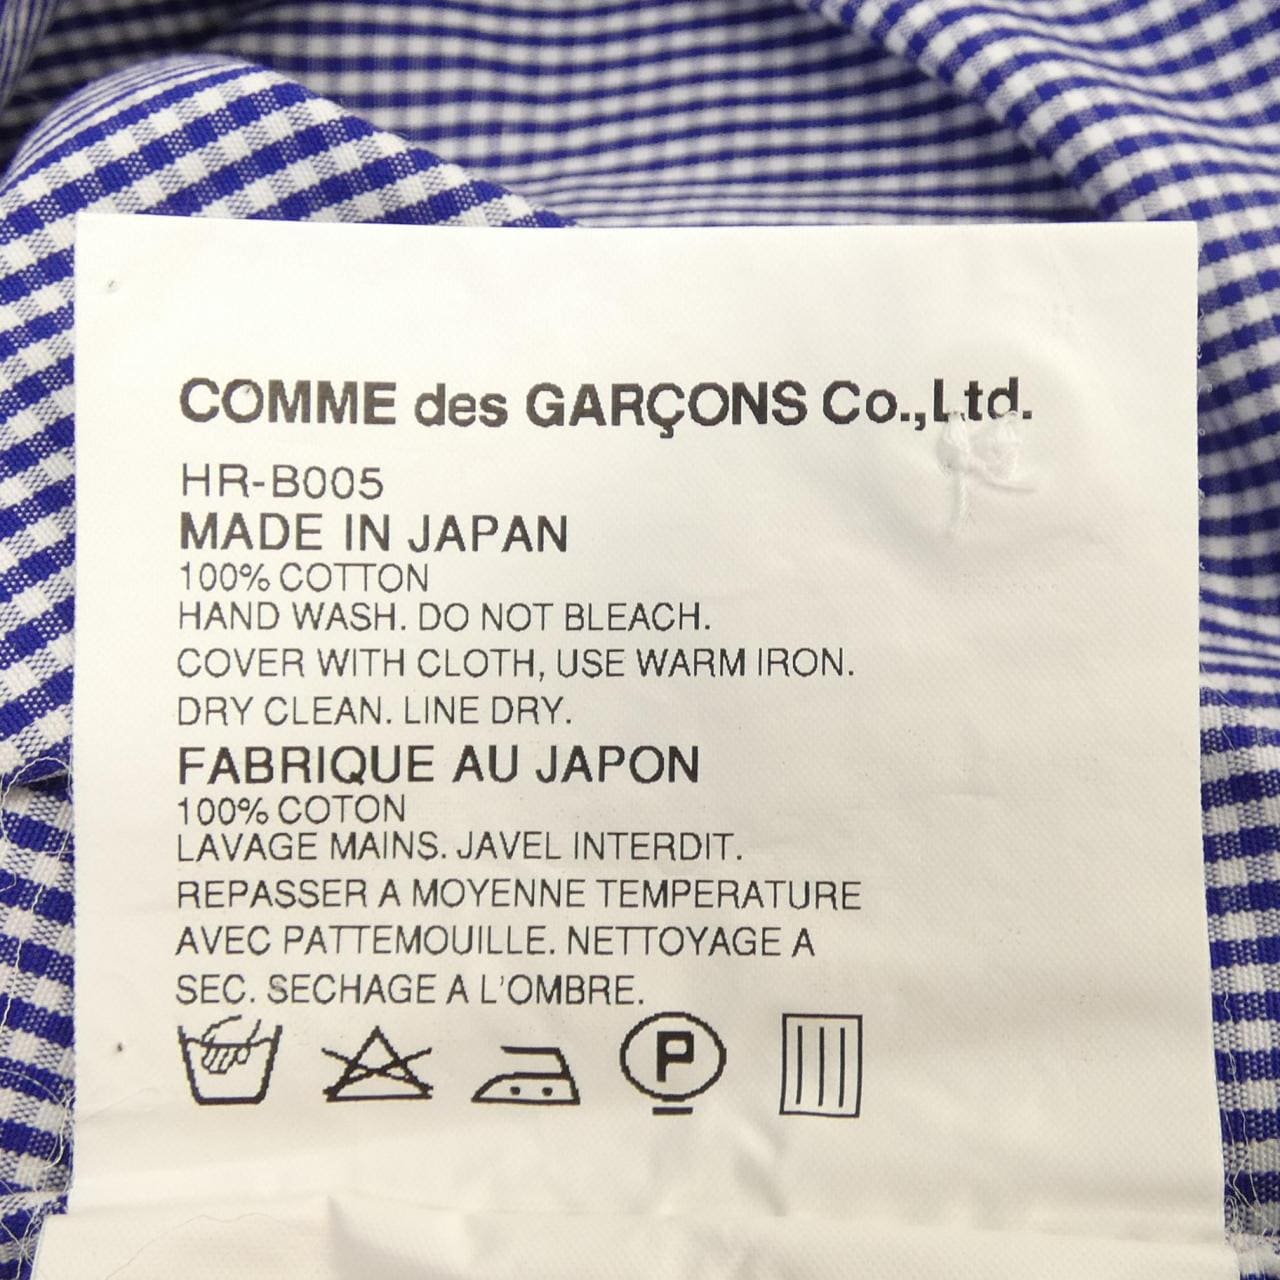 COMME des GARÇONS Co.,Ltd.
HR-B005
MADE IN JAPAN
100% COTTON
HAND WASH. DO NOT BLEACH.
COVER WITH CLOTH, USE WARM IRON.
DRY CLEAN. LINE DRY.
FABRIQUE AU JAPON
100% COTON
LAVAGE MAINS. JAVEL INTERDIT.
REPASSER A MOYENNE TEMPERATURE
AVEC PATTEMOUILLE. NETTOYAGE A
SEC. SECHAGE A L'OMBRE.
P